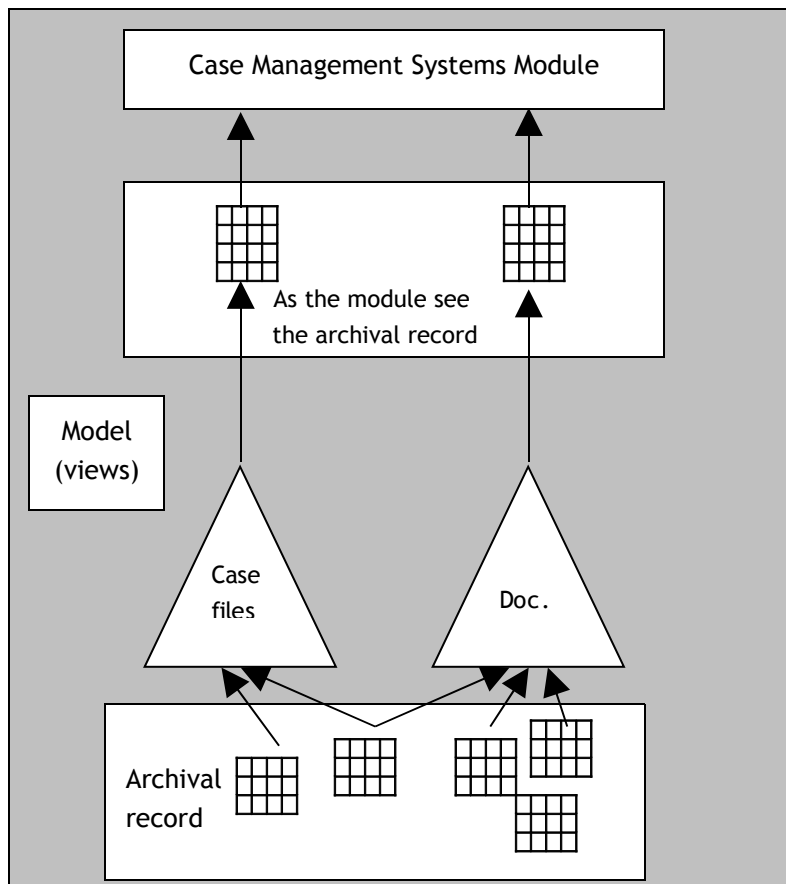 Case Management Systems Module
As the module see
the archival record
Model
(views)
Case
files
Doc.
Archival
record